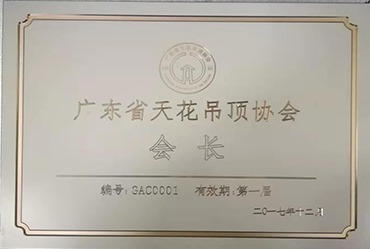 广东省天花吊顶协会
会 长
编号: GAC0001 有效期: 第一届
二〇一七年十二月